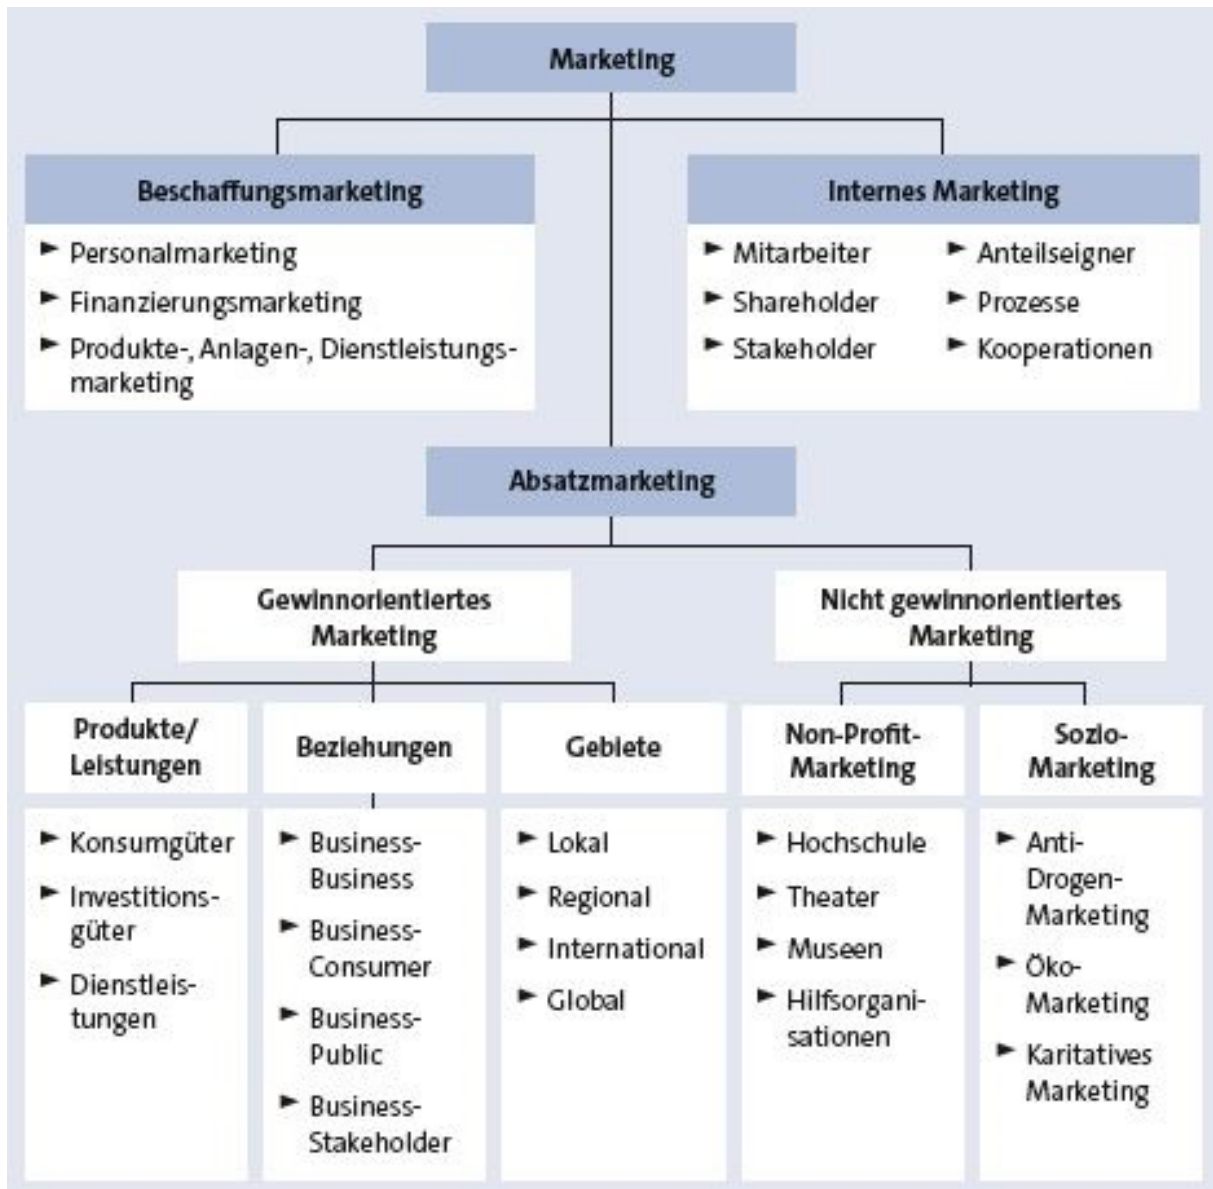 Marketing
Beschaffungsmarketing
► Personalmarketing
► Finanzierungsmarketing
► Produkte-, Anlagen-, Dienstleistungs-
marketing
Internes Marketing
► Mitarbeiter
► Shareholder
► Stakeholder
► Anteilseigner
► Prozesse
► Kooperationen
Absatzmarketing
Gewinnorientiertes
Marketing
Nicht gewinnorientiertes
Marketing
Produkte/
Leistungen
► Konsumgüter
► Investitions-
güter
► Dienstleis-
tungen
Beziehungen
► Business-
Business
► Business-
Consumer
► Business-
Public
► Business-
Stakeholder
Gebiete
► Lokal
► Regional
► International
► Global
Non-Profit-
Marketing
► Hochschule
► Theater
► Museen
► Hilfsorgani-
sationen
Sozio-
Marketing
► Anti-
Drogen-
Marketing
► Öko-
Marketing
► Karitatives
Marketing